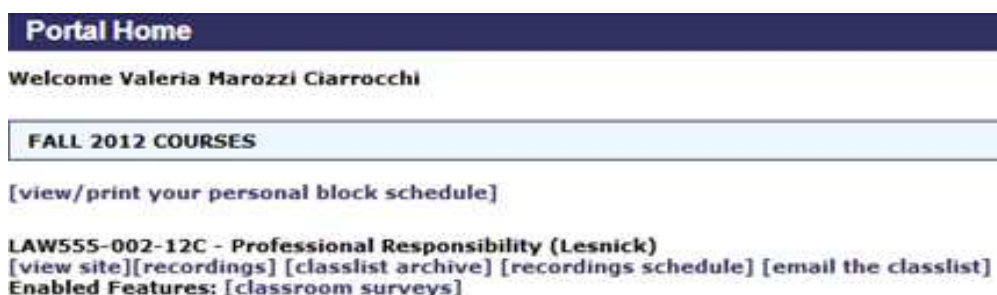 Portal Home
Welcome Valeria Marozzi Ciarrocchi
FALL 2012 COURSES
[view/print your personal block schedule]
LAW555-002-12C - Professional Responsibility (Lesnick)
[view site][recordings] [classlist archive] [recordings schedule] [email the classlist]
Enabled Features: [classroom surveys]